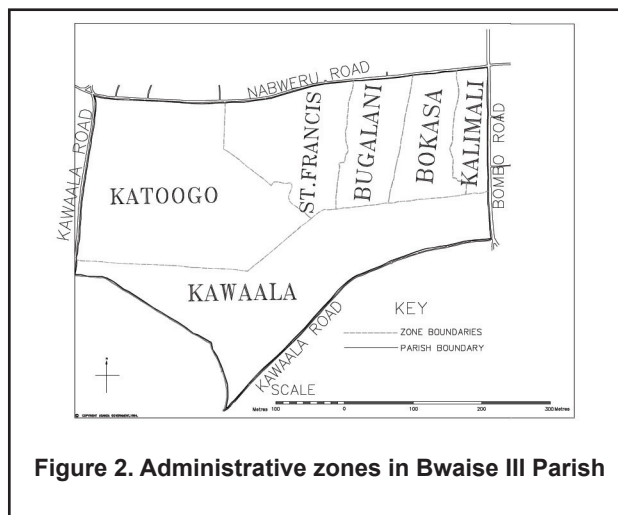 NABWERU ROAD
KAWAALA ROAD
KATOOGO
ST.FRANCIS
BUGALANI
BOKASA
KALIMALI
BOMBO ROAD
KAWAALA
KAWAALA ROAD
KEY
ZONE BOUNDARIES
PARISH BOUNDARY
SCALE
Metres 100 0 100 200 300 Metres
Figure 2. Administrative zones in Bwaise III Parish